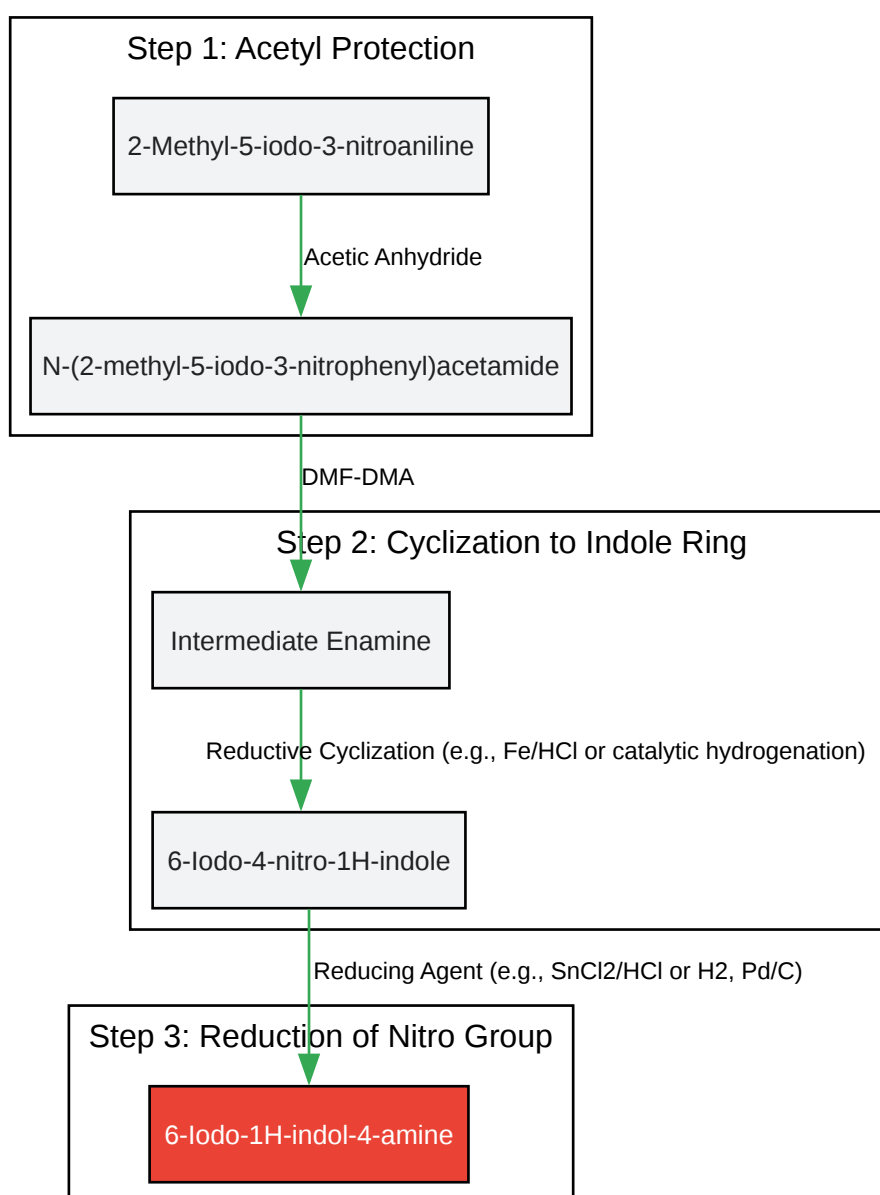 Step 1: Acetyl Protection
2-Methyl-5-iodo-3-nitroaniline
Acetic Anhydride
N-(2-methyl-5-iodo-3-nitrophenyl)acetamide
DMF-DMA
Step 2: Cyclization to Indole Ring
Intermediate Enamine
Reductive Cyclization (e.g., Fe/HCl or catalytic hydrogenation)
6-Iodo-4-nitro-1H-indole
Reducing Agent (e.g., SnCl2/HCl or H2, Pd/C)
Step 3: Reduction of Nitro Group
6-Iodo-1H-indol-4-amine